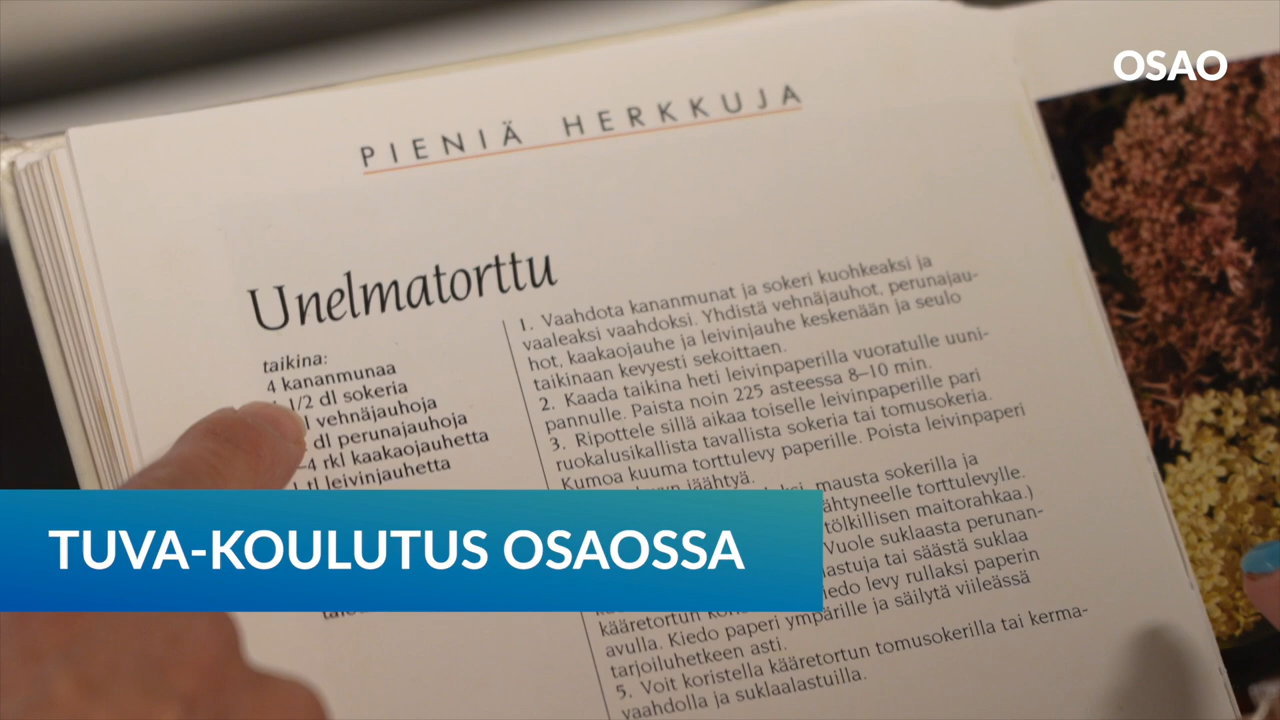 OSAO
PIENIÄ HERKKUJA
Unelmatorttu
taikina:
4 kananmunaa
1/2 dl sokeria
vehnäjauhoja
dl perunajauhoja
4 rkl kaakaojauhetta
1 tl leivinjauhetta
1. Vaahdota kananmunat ja sokeri kuohkeaksi ja
vaaleaksi vaahdoksi. Yhdistä vehnäjauhot, perunajau-
hot, kaakaojauhe ja leivinjauhe keskenään ja seulo
taikinaan kevyesti sekoittaen.
2. Kaada taikina heti leivinpaperilla vuoratulle uuni-
pannulle. Paista noin 225 asteessa 8–10 min.
3. Ripottele sillä aikaa toiselle leivinpaperille pari
ruokalusikallista tavallista sokeria tai tomusokeria.
Kumoa kuuma torttulevy paperille. Poista leivinpaperi
jäähtyä.
mausta sokerilla ja
torttulevylle.
tölkillisen maitorahkaa.)
Vuole suklaasta perunan-
tai säästä suklaa
levy rullaksi paperin
kääretortun
avulla. Kiedo paperi ympärille ja säilytä viileässä
tarjoiluhetkeen asti.
5. Voit koristella kääretortun tomusokerilla tai kerma-
vaahdolla ja suklaalastuilla.
TUVA-KOULUTUS OSAOSSA